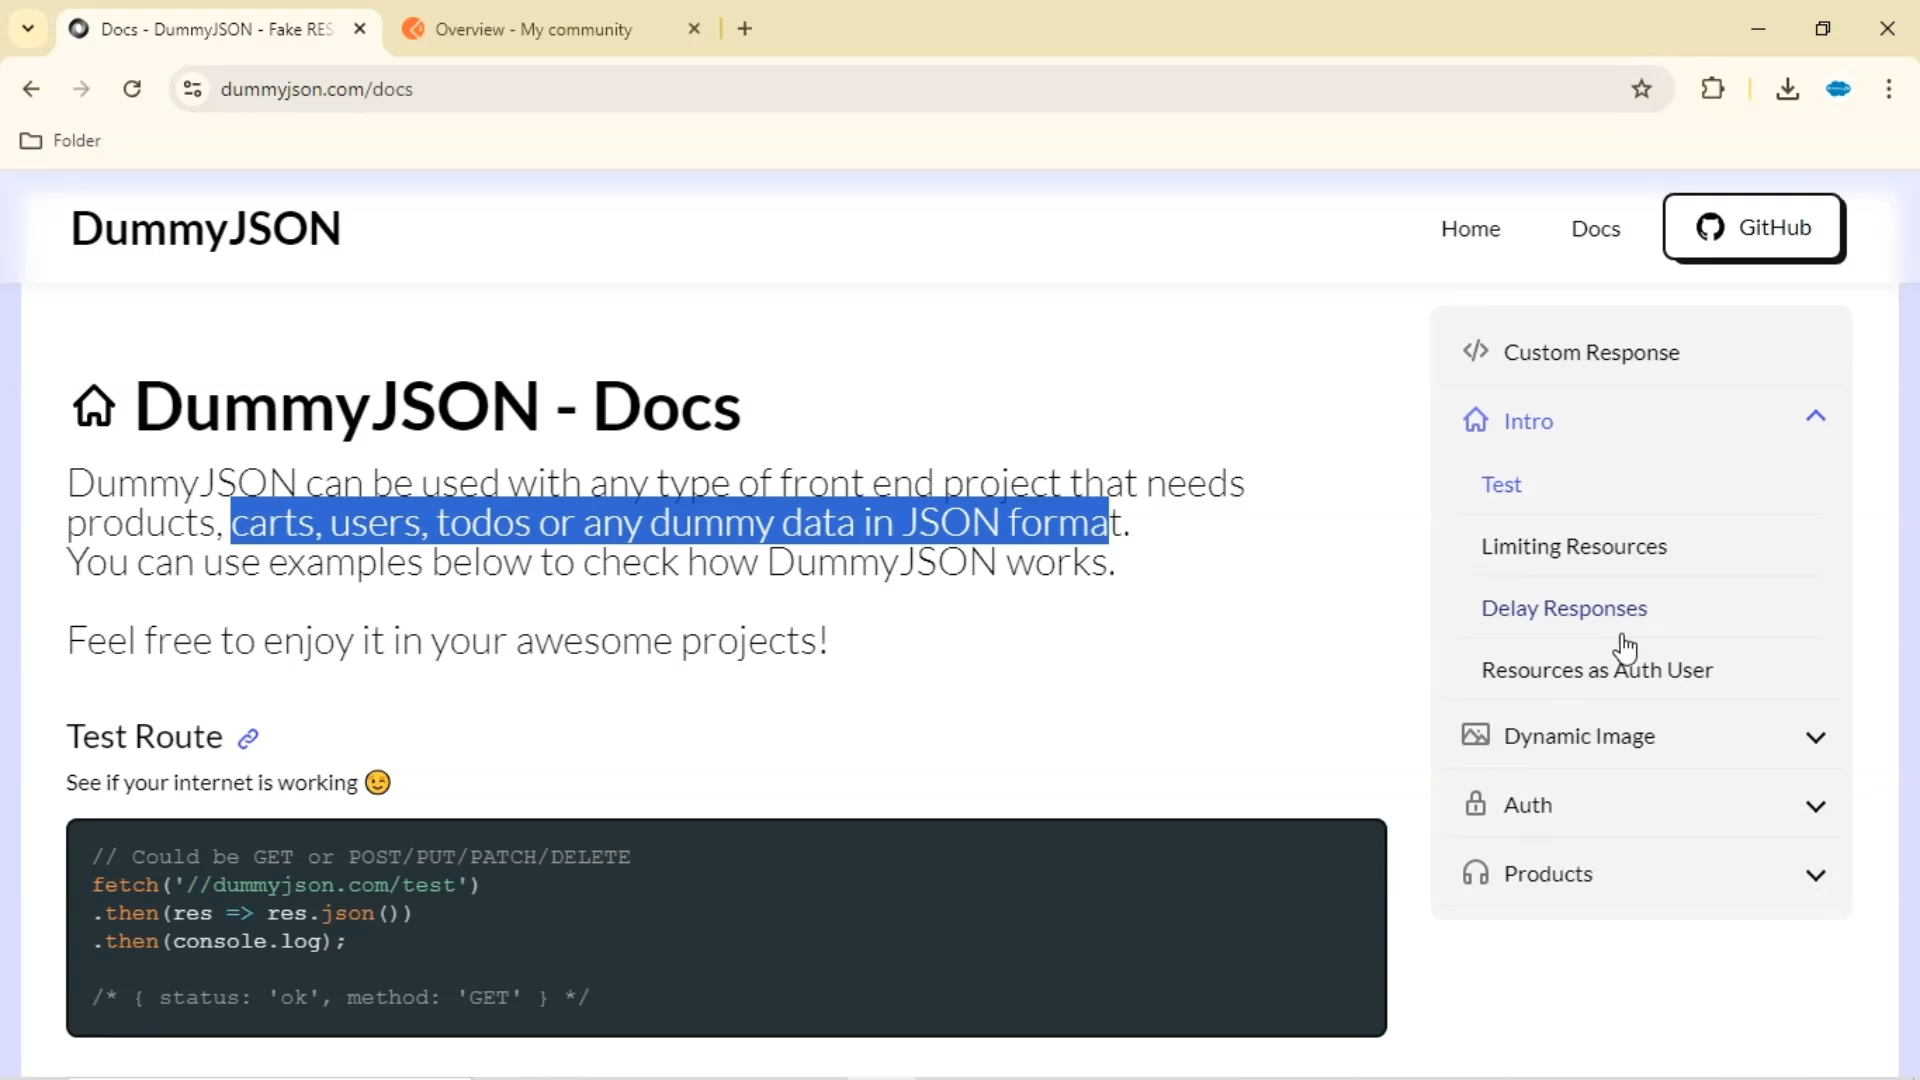 Docs - DummyJSON - Fake RES
Overview - My community
dummyjson.com/docs
Folder
DummyJSON
Home
Docs
GitHub
DummyJSON - Docs
DummyJSON can be used with any type of front end project that needs
products, carts, users, todos or any dummy data in JSON format.
You can use examples below to check how DummyJSON works.
Feel free to enjoy it in your awesome projects!
Test Route
See if your internet is working 😉
// Could be GET or POST/PUT/PATCH/DELETE
fetch('//dummyjson.com/test')
.then(res => res.json())
.then(console.log);
/* { status: 'ok', method: 'GET' } */
</> Custom Response
Intro
Test
Limiting Resources
Delay Responses
Resources as Auth User
Dynamic Image
Auth
Products